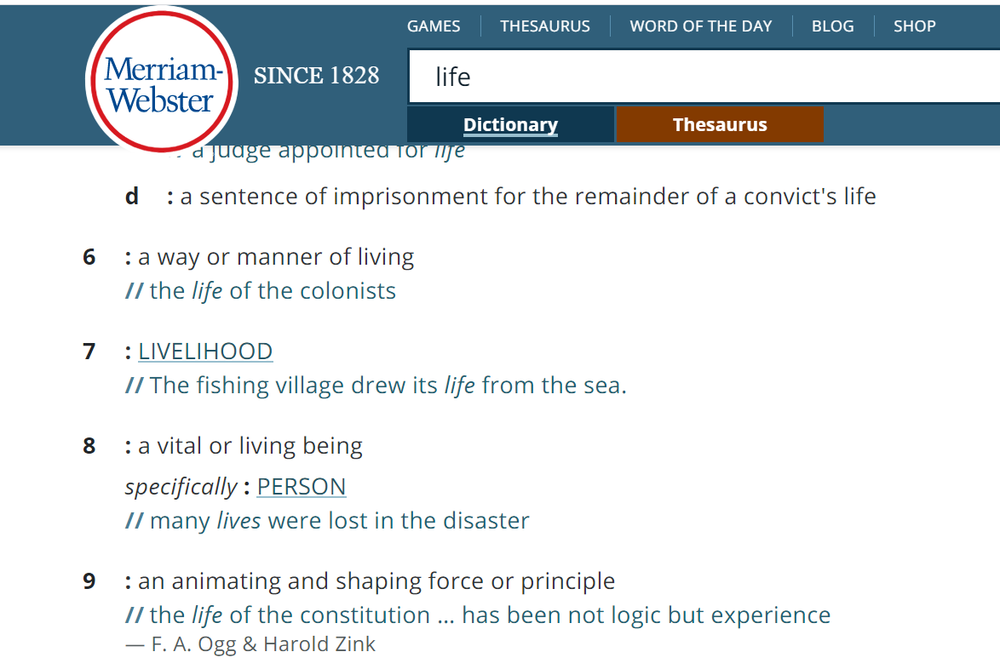 GAMES THESAURUS WORD OF THE DAY BLOG SHOP
Merriam-
Webster
SINCE 1828
life
Dictionary Thesaurus
a judge appointed for life
d : a sentence of imprisonment for the remainder of a convict's life
6 : a way or manner of living
// the life of the colonists
7 : LIVELIHOOD
// The fishing village drew its life from the sea.
8 : a vital or living being
specifically : PERSON
// many lives were lost in the disaster
9 : an animating and shaping force or principle
// the life of the constitution ... has been not logic but experience
— F. A. Ogg & Harold Zink